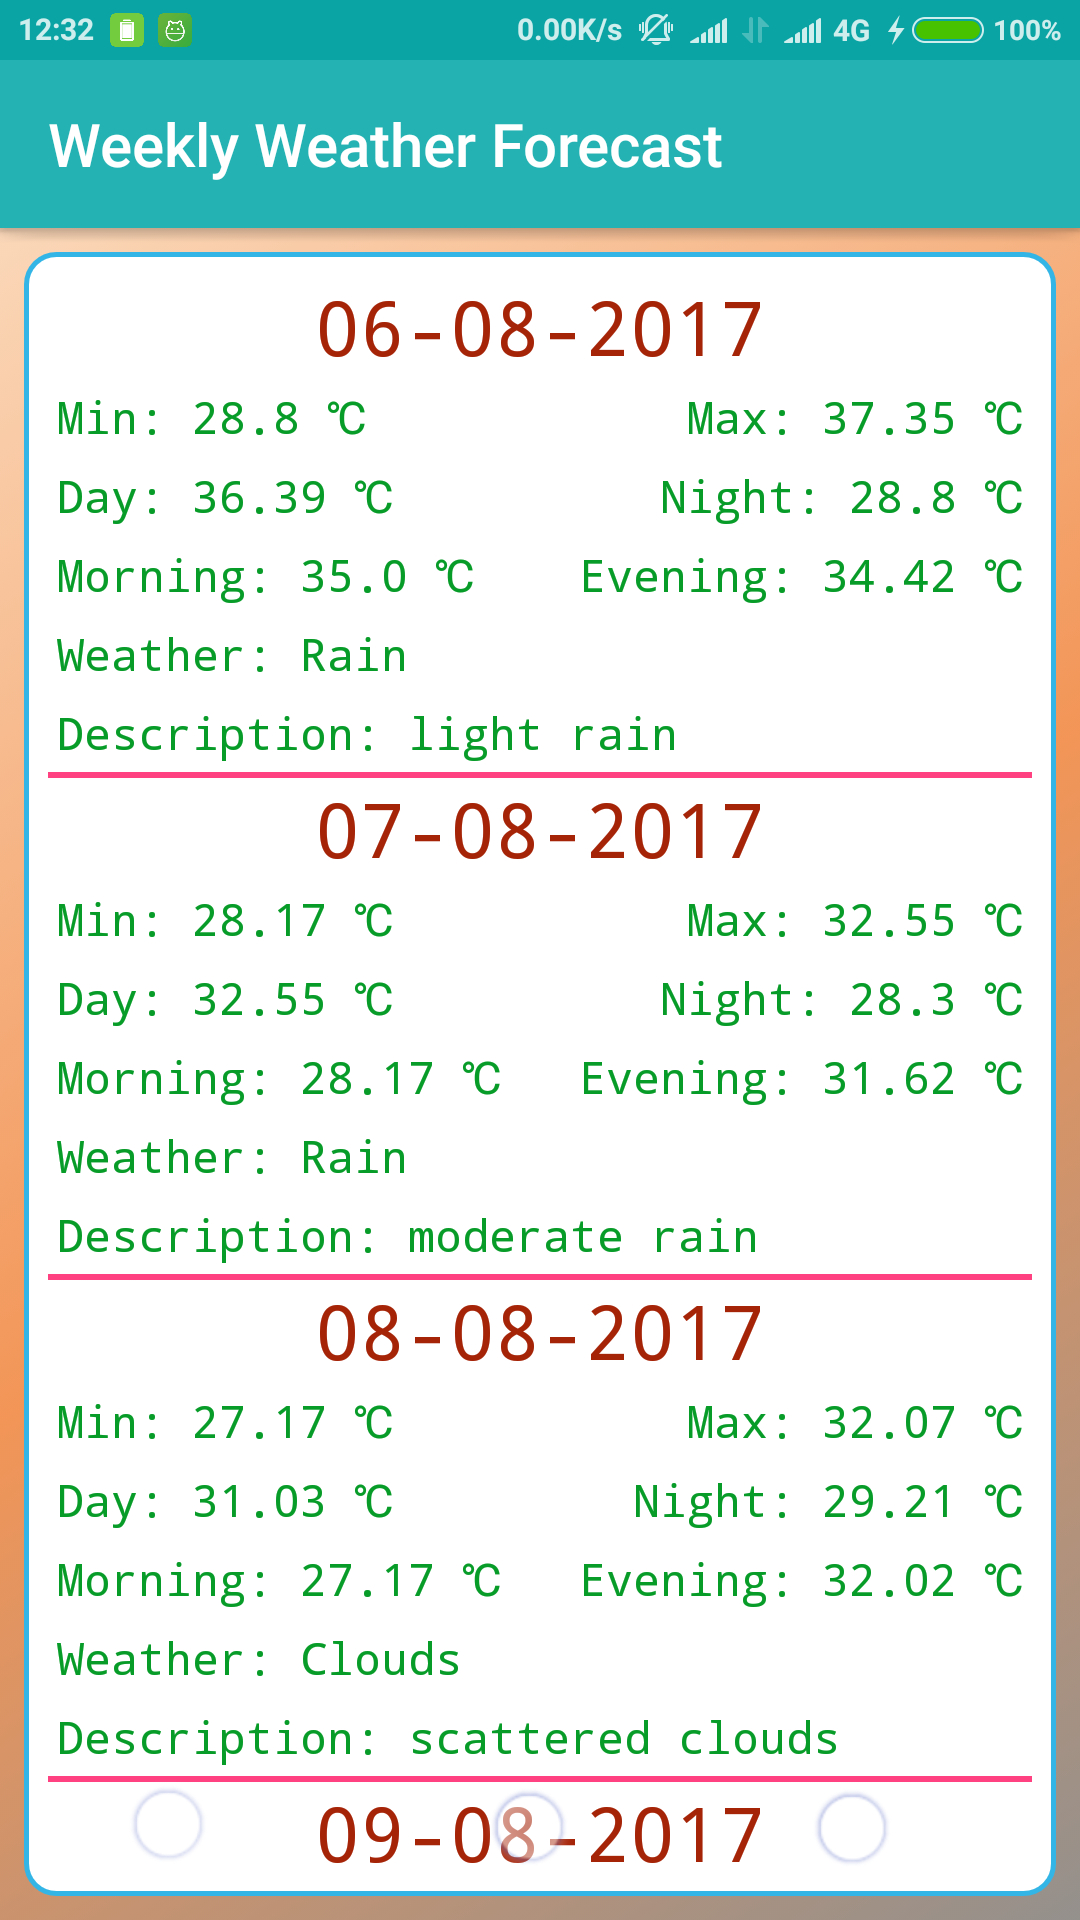 12:32 0.00K/s 4G 100%
Weekly Weather Forecast
06-08-2017
Min: 28.8 ℃ Max: 37.35 ℃
Day: 36.39 ℃ Night: 28.8 ℃
Morning: 35.0 ℃ Evening: 34.42 ℃
Weather: Rain
Description: light rain
07-08-2017
Min: 28.17 ℃ Max: 32.55 ℃
Day: 32.55 ℃ Night: 28.3 ℃
Morning: 28.17 ℃ Evening: 31.62 ℃
Weather: Rain
Description: moderate rain
08-08-2017
Min: 27.17 ℃ Max: 32.07 ℃
Day: 31.03 ℃ Night: 29.21 ℃
Morning: 27.17 ℃ Evening: 32.02 ℃
Weather: Clouds
Description: scattered clouds
09-08-2017